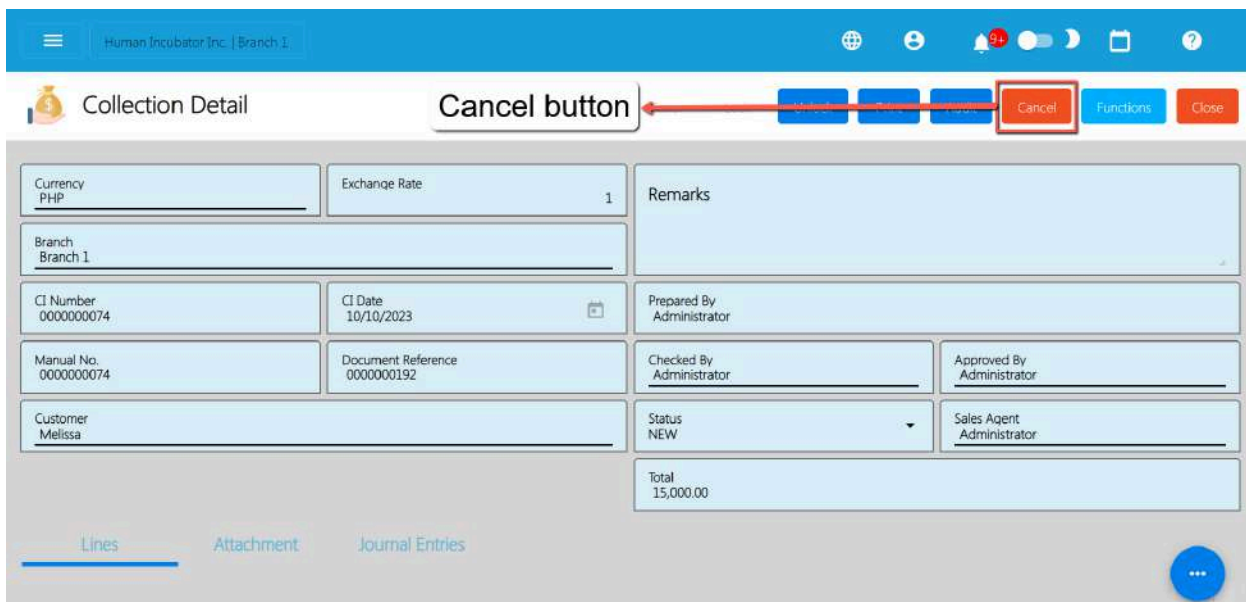 Human Incubator Inc. | Branch 1
9+
Collection Detail
Cancel button
Cancel
Functions
Close
Currency
PHP
Exchange Rate
1
Remarks
Branch
Branch 1
CI Number
0000000074
CI Date
10/10/2023
Prepared By
Administrator
Manual No.
0000000074
Document Reference
0000000192
Checked By
Administrator
Approved By
Administrator
Customer
Melissa
Status
NEW
Sales Agent
Administrator
Total
15,000.00
Lines Attachment Journal Entries